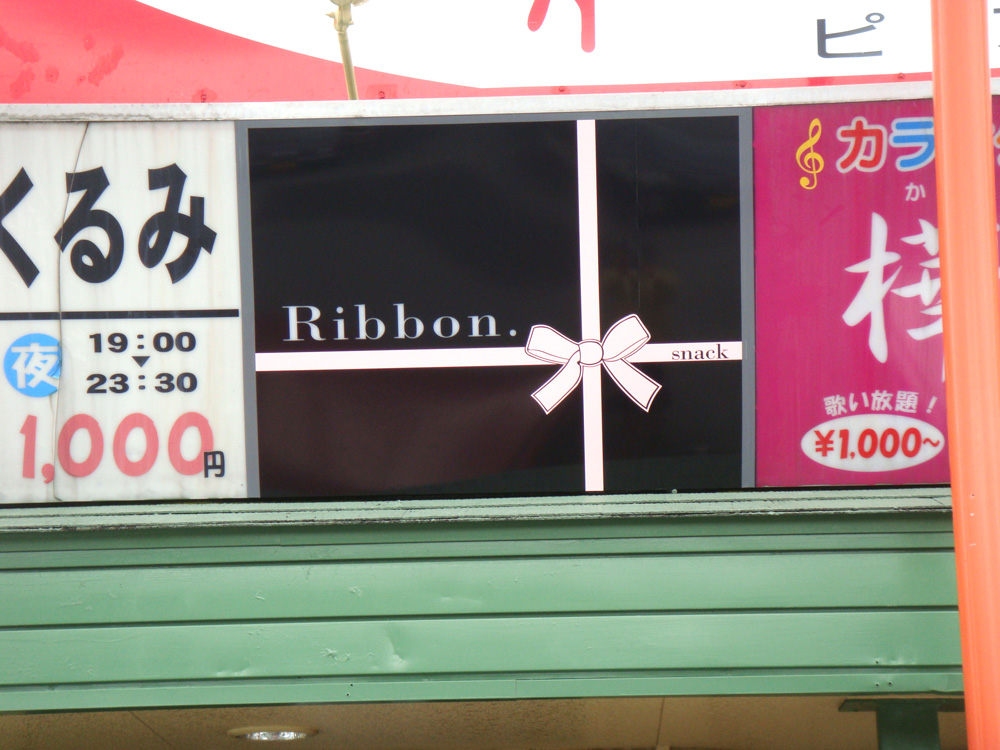 ピ
くるみ
夜
19:00
▼
23:30
1,000円
Ribbon.
snack
カラ
か
歌い放題!
¥1,000~